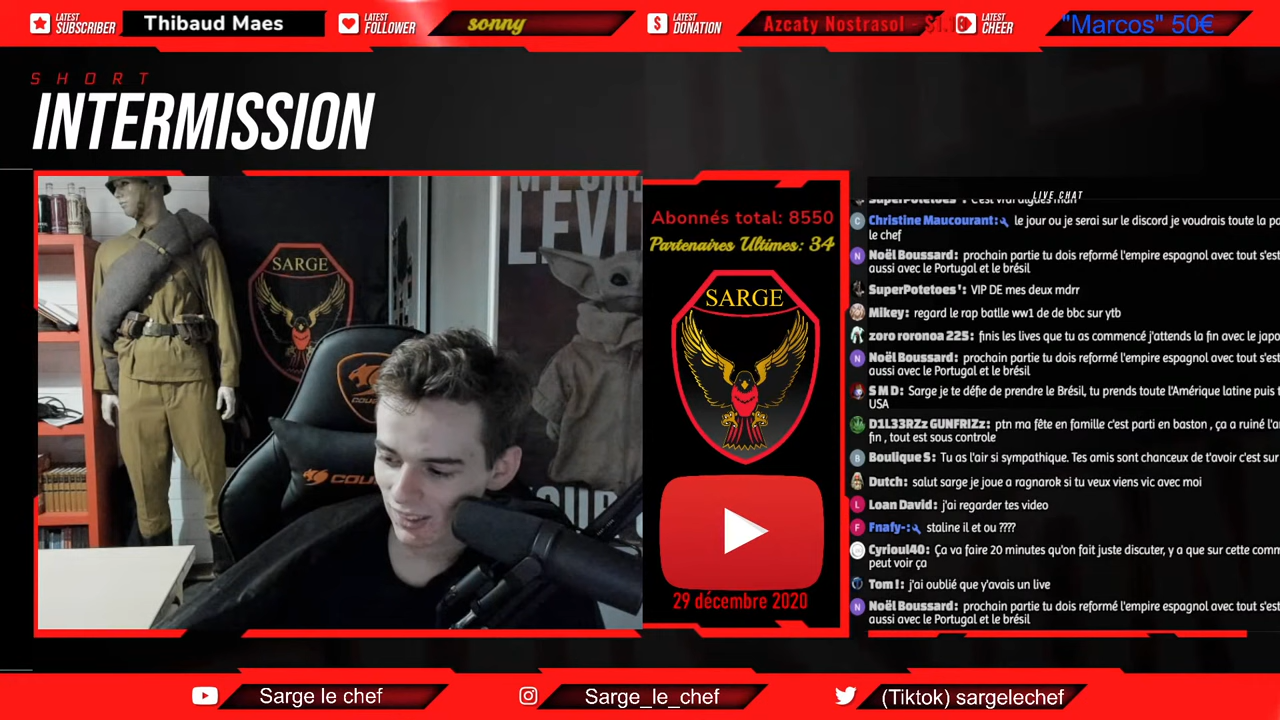 LATEST SUBSCRIBER
Thibaud Maes
LATEST FOLLOWER
sonny
LATEST DONATION
Azcaty Nostrasol -
LATEST CHEER
"Marcos" 50€
SHORT
INTERMISSION
SARGE
COUGAR
LEVI
Abonnés total: 8550
Partenaires Ultimes: 34
SARGE
29 décembre 2020
LIVE CHAT
SuperPotetoes': C'est vrai
Christine Maucourant: le jour ou je serai sur le discord je voudrais toute la
le chef
Noël Boussard: prochain partie tu dois reformé l'empire espagnol avec tout
aussi avec le Portugal et le brésil
SuperPotetoes': VIP DE mes deux mdrr
Mikey: regard le rap batlle ww1 de de bbc sur ytb
zoro roronoa 225: finis les lives que tu as commencé j'attends la fin avec le
Noël Boussard: prochain partie tu dois reformé l'empire espagnol avec tout
aussi avec le Portugal et le brésil
S M D: Sarge je te défie de prendre le Brésil, tu prends toute l'Amérique latine puis
USA
D1L33RZz GUNFRIZz: ptn ma fête en famille c'est parti en baston , ça a ruiné
fin , tout est sous controle
Boulique S: Tu as l'air si sympathique. Tes amis sont chanceux de t'avoir c'est sur
Dutch: salut sarge je joue a ragnarok si tu veux viens vic avec moi
Loan David: j'ai regarder tes video
Fnafy-: staline il et ou ????
Cyrioul40: Ça va faire 20 minutes qu'on fait juste discuter, y a que sur cette
peut voir ça
Tom !: j'ai oublié que y'avais un live
Noël Boussard: prochain partie tu dois reformé l'empire espagnol avec tout
aussi avec le Portugal et le brésil
Sarge le chef
Sarge_le_chef
(Tiktok) sargelechef